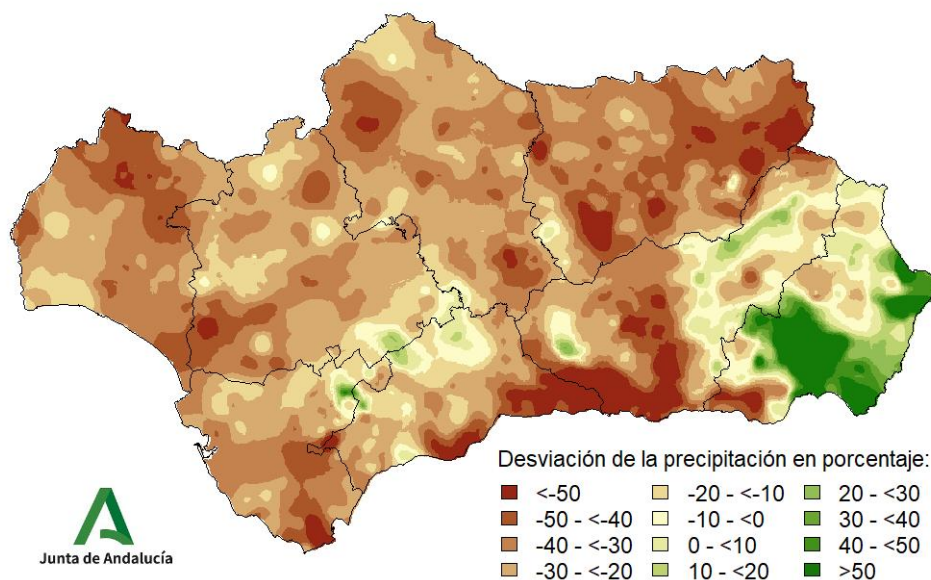 Desviación de la precipitación en porcentaje:
<-50
-50 - <-40
-40 - <-30
-30 - <-20
-20 - <-10
-10 - <0
0 - <10
10 - <20
20 - <30
30 - <40
40 - <50
>50
Junta de Andalucía